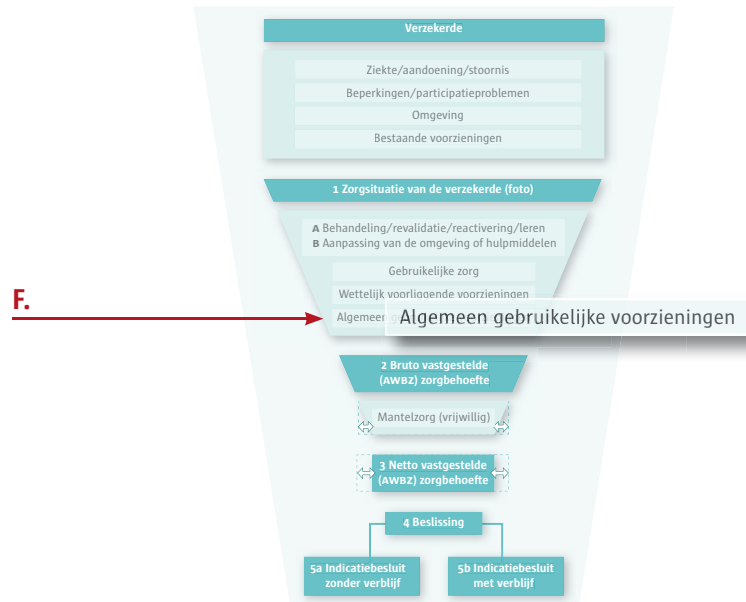 Verzekerde
Ziekte/aandoening/stoornis
Beperkingen/participatieproblemen
Omgeving
Bestaande voorzieningen
1 Zorgsituatie van de verzekerde (foto)
A Behandeling/revalidatie/reactivering/leren
B Aanpassing van de omgeving of hulpmiddelen
Gebruikelijke zorg
Wettelijk voorliggende voorzieningen
F.
Algemeen
Algemeen gebruikelijke voorzieningen
2 Bruto vastgestelde
(AWBZ) zorgbehoefte
Mantelzorg (vrijwillig)
3 Netto vastgestelde
(AWBZ) zorgbehoefte
4 Beslissing
5a Indicatiebesluit
zonder verblijf
5b Indicatiebesluit
met verblijf